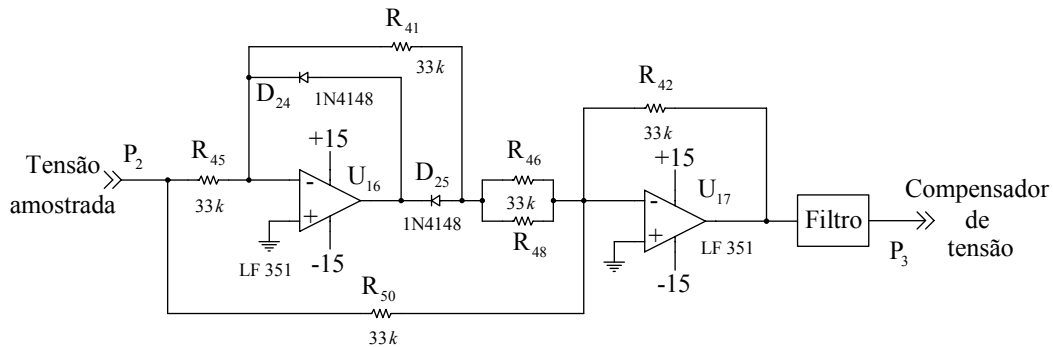 R41
33k
D24
1N4148
R42
33k
Tensão
amostrada
P2
R45
33k
+15
-
+
U16
LF 351
-15
D25
1N4148
R46
33k
R48
+15
-
+
U17
LF 351
-15
Filtro
P3
Compensador
de
tensão
R50
33k